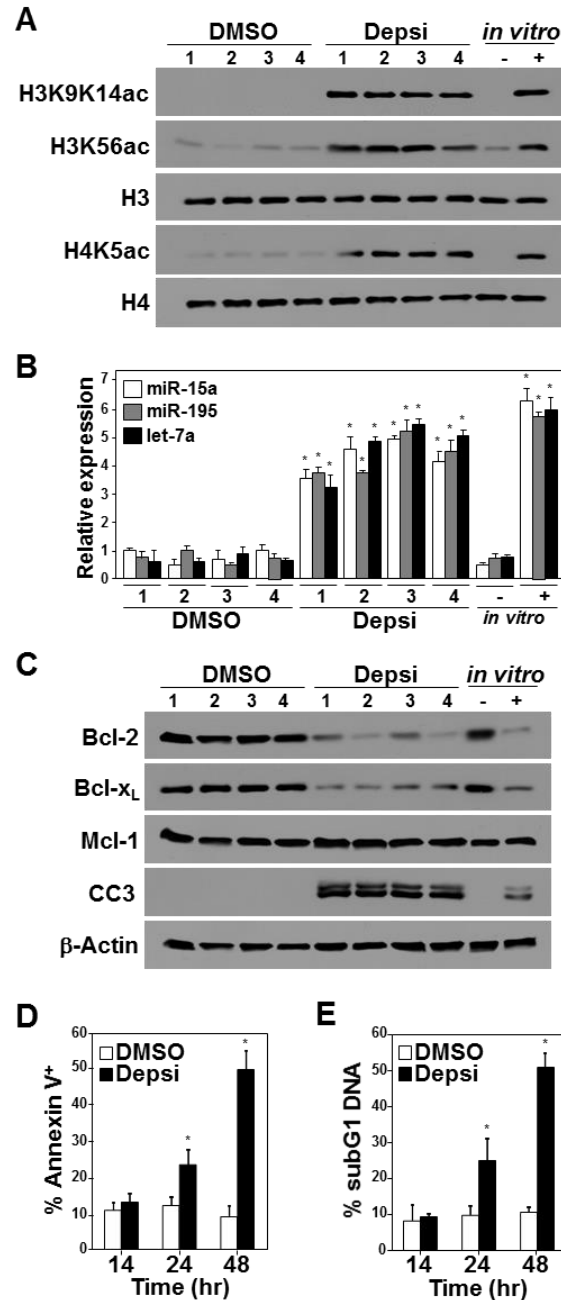 A
DMSO Depsi in vitro
1 2 3 4 1 2 3 4 - +
H3K9K14ac
H3K56ac
H3
H4K5ac
H4
B
Relative expression
7
6
5
4
3
2
1
0
miR-15a
miR-195
let-7a
* * * * * * * * * * * * * * *
1 2 3 4 1 2 3 4 - +
DMSO Depsi in vitro
C
DMSO Depsi in vitro
1 2 3 4 1 2 3 4 - +
Bcl-2
Bcl-xL
Mcl-1
CC3
β-Actin
D
% Annexin V+
60
50
40
30
20
10
0
DMSO
Depsi
* *
14 24 48
Time (hr)
E
% subG1 DNA
60
50
40
30
20
10
0
DMSO
Depsi
* *
14 24 48
Time (hr)